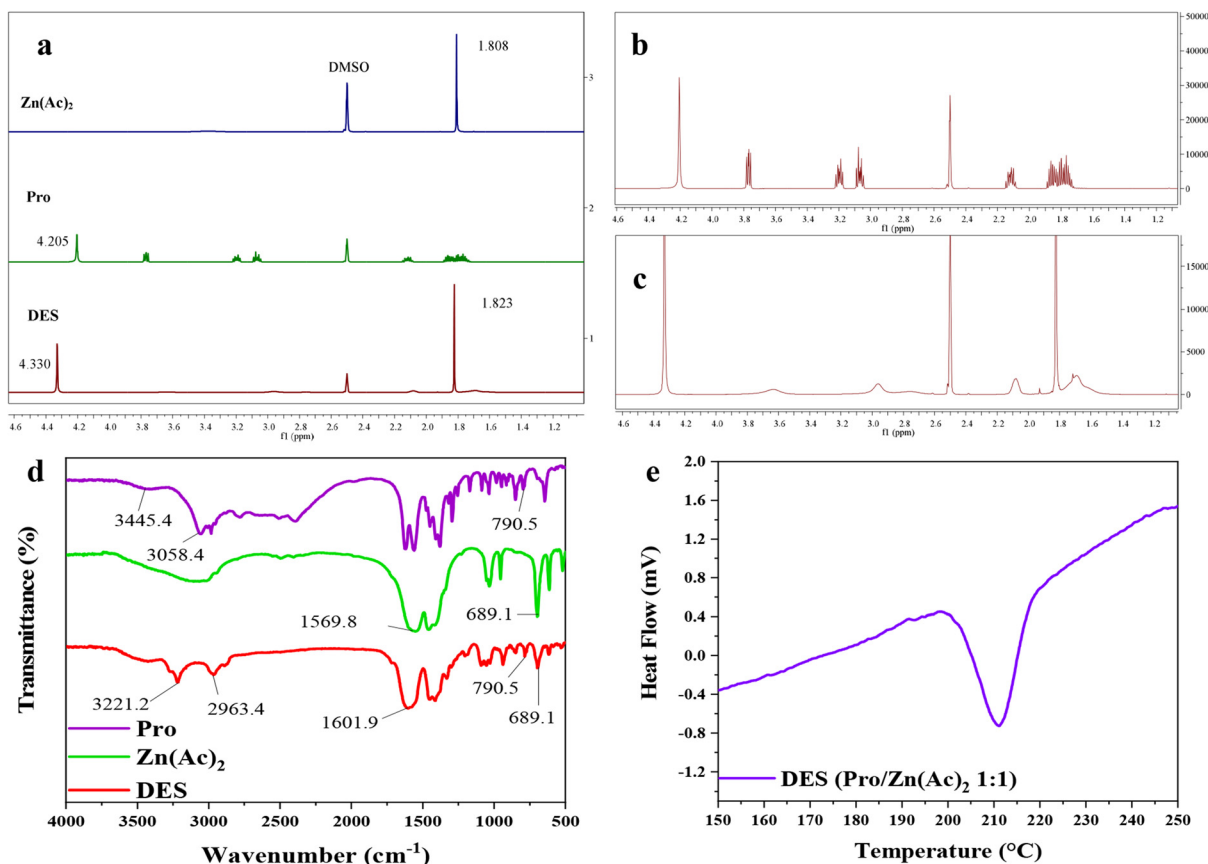 a
1.808
DMSO
3
Zn(Ac)2
Pro
2
4.205
DES
1.823
4.330
1
4.6 4.4 4.2 4.0 3.8 3.6 3.4 3.2 3.0 2.8 2.6 2.4 2.2 2.0 1.8 1.6 1.4 1.2
f1 (ppm)
b
50000
40000
30000
20000
10000
0
4.6 4.4 4.2 4.0 3.8 3.6 3.4 3.2 3.0 2.8 2.6 2.4 2.2 2.0 1.8 1.6 1.4 1.2
f1 (ppm)
c
15000
10000
5000
0
4.6 4.4 4.2 4.0 3.8 3.6 3.4 3.2 3.0 2.8 2.6 2.4 2.2 2.0 1.8 1.6 1.4 1.2
f1 (ppm)
d
Transmittance (%)
3445.4
3058.4
790.5
1569.8
689.1
3221.2
2963.4
1601.9
790.5
689.1
Pro
Zn(Ac)2
DES
4000 3500 3000 2500 2000 1500 1000 500
Wavenumber (cm-1)
e
Heat Flow (mV)
2.0
1.6
1.2
0.8
0.4
0.0
-0.4
-0.8
-1.2
DES (Pro/Zn(Ac)2 1:1)
150 160 170 180 190 200 210 220 230 240 250
Temperature (°C)